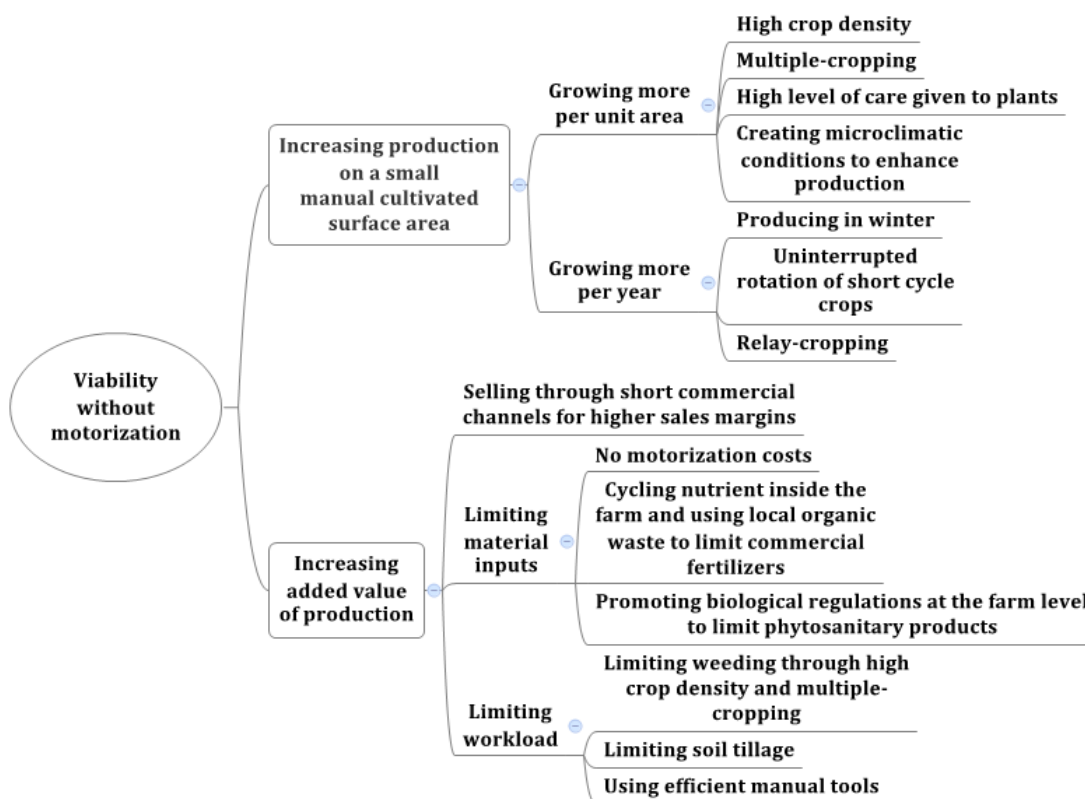 Viability
without
motorization
Increasing production
on a small
manual cultivated
surface area
Growing more
per unit area
High crop density
Multiple-cropping
High level of care given to plants
Creating microclimatic
conditions to enhance
production
Growing more
per year
Producing in winter
Uninterrupted
rotation of short cycle
crops
Relay-cropping
Increasing
added value
of production
Selling through short commercial
channels for higher sales margins
Limiting
material
inputs
No motorization costs
Cycling nutrient inside the
farm and using local organic
waste to limit commercial
fertilizers
Promoting biological regulations at the farm level
to limit phytosanitary products
Limiting
workload
Limiting weeding through high
crop density and multiple-
cropping
Limiting soil tillage
Using efficient manual tools